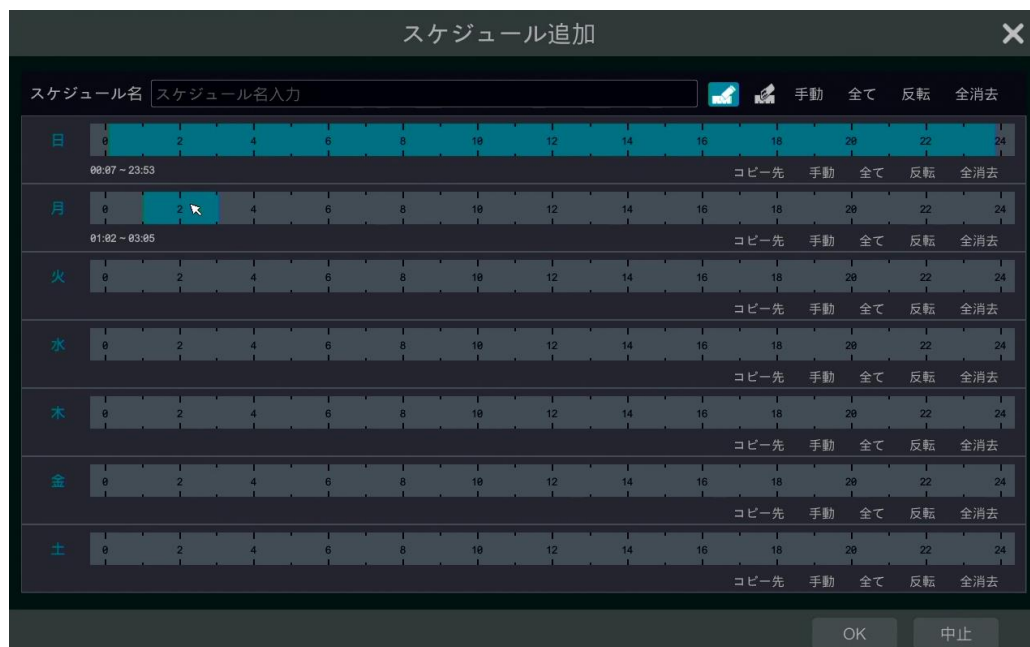 スケジュール追加
スケジュール名 スケジュール名入力 手動 全て 反転 全消去
日 0 2 4 6 8 10 12 14 16 18 20 22 24
00:07 ~ 23:53 コピー先 手動 全て 反転 全消去
月 0 2 4 6 8 10 12 14 16 18 20 22 24
01:02 ~ 03:05 コピー先 手動 全て 反転 全消去
火 0 2 4 6 8 10 12 14 16 18 20 22 24
コピー先 手動 全て 反転 全消去
水 0 2 4 6 8 10 12 14 16 18 20 22 24
コピー先 手動 全て 反転 全消去
木 0 2 4 6 8 10 12 14 16 18 20 22 24
コピー先 手動 全て 反転 全消去
金 0 2 4 6 8 10 12 14 16 18 20 22 24
コピー先 手動 全て 反転 全消去
土 0 2 4 6 8 10 12 14 16 18 20 22 24
コピー先 手動 全て 反転 全消去
OK 中止